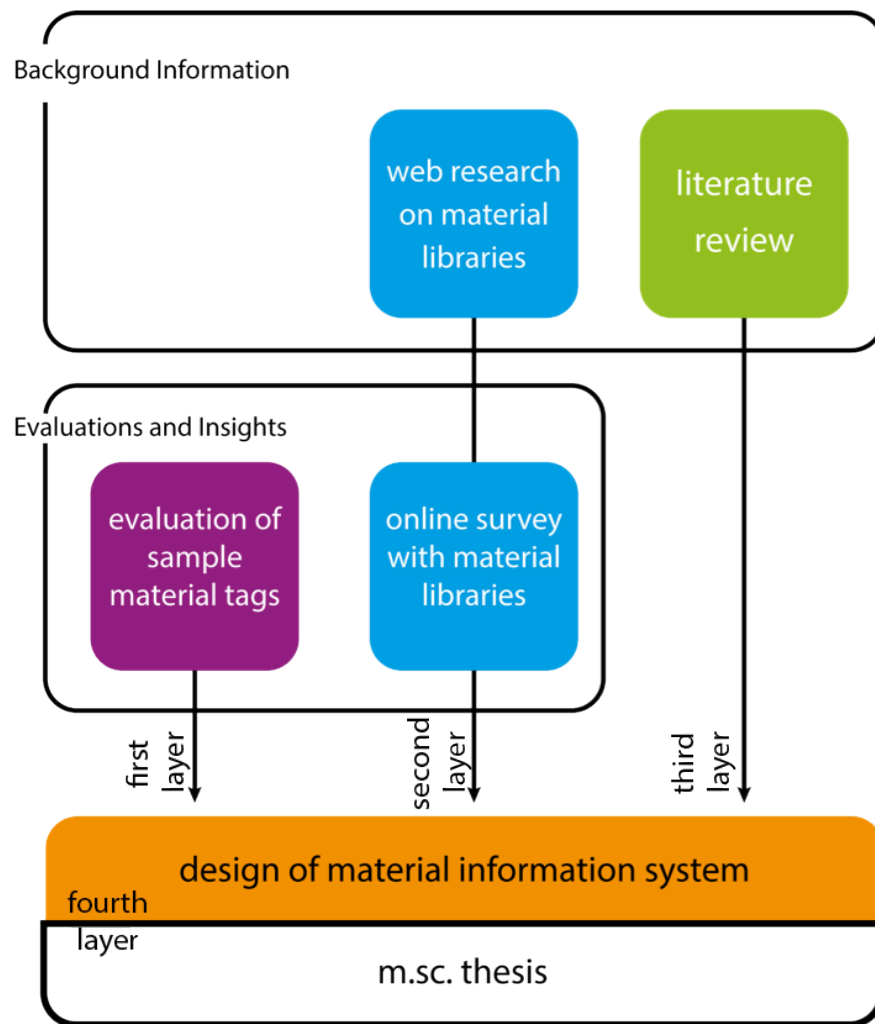 Background Information
web research
on material
libraries
literature
review
Evaluations and Insights
evaluation of
sample
material tags
online survey
with material
libraries
first
layer
second
layer
third
layer
design of material information system
fourth
layer
m.sc. thesis